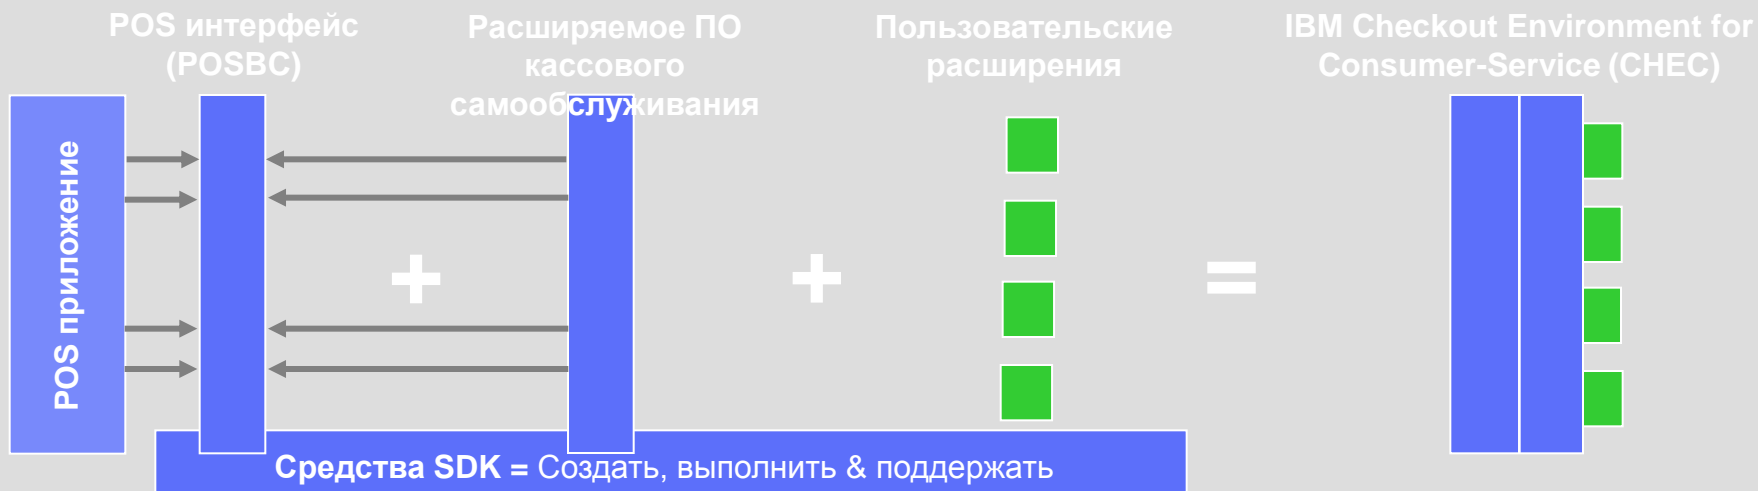 POS интерфейс
(POSBC)
Расширяемое ПО
кассового
самообслуживания
Пользовательские
расширения
IBM Checkout Environment for
Consumer-Service (CHEC)
POS приложение
Средства SDK = Создать, выполнить & поддержать